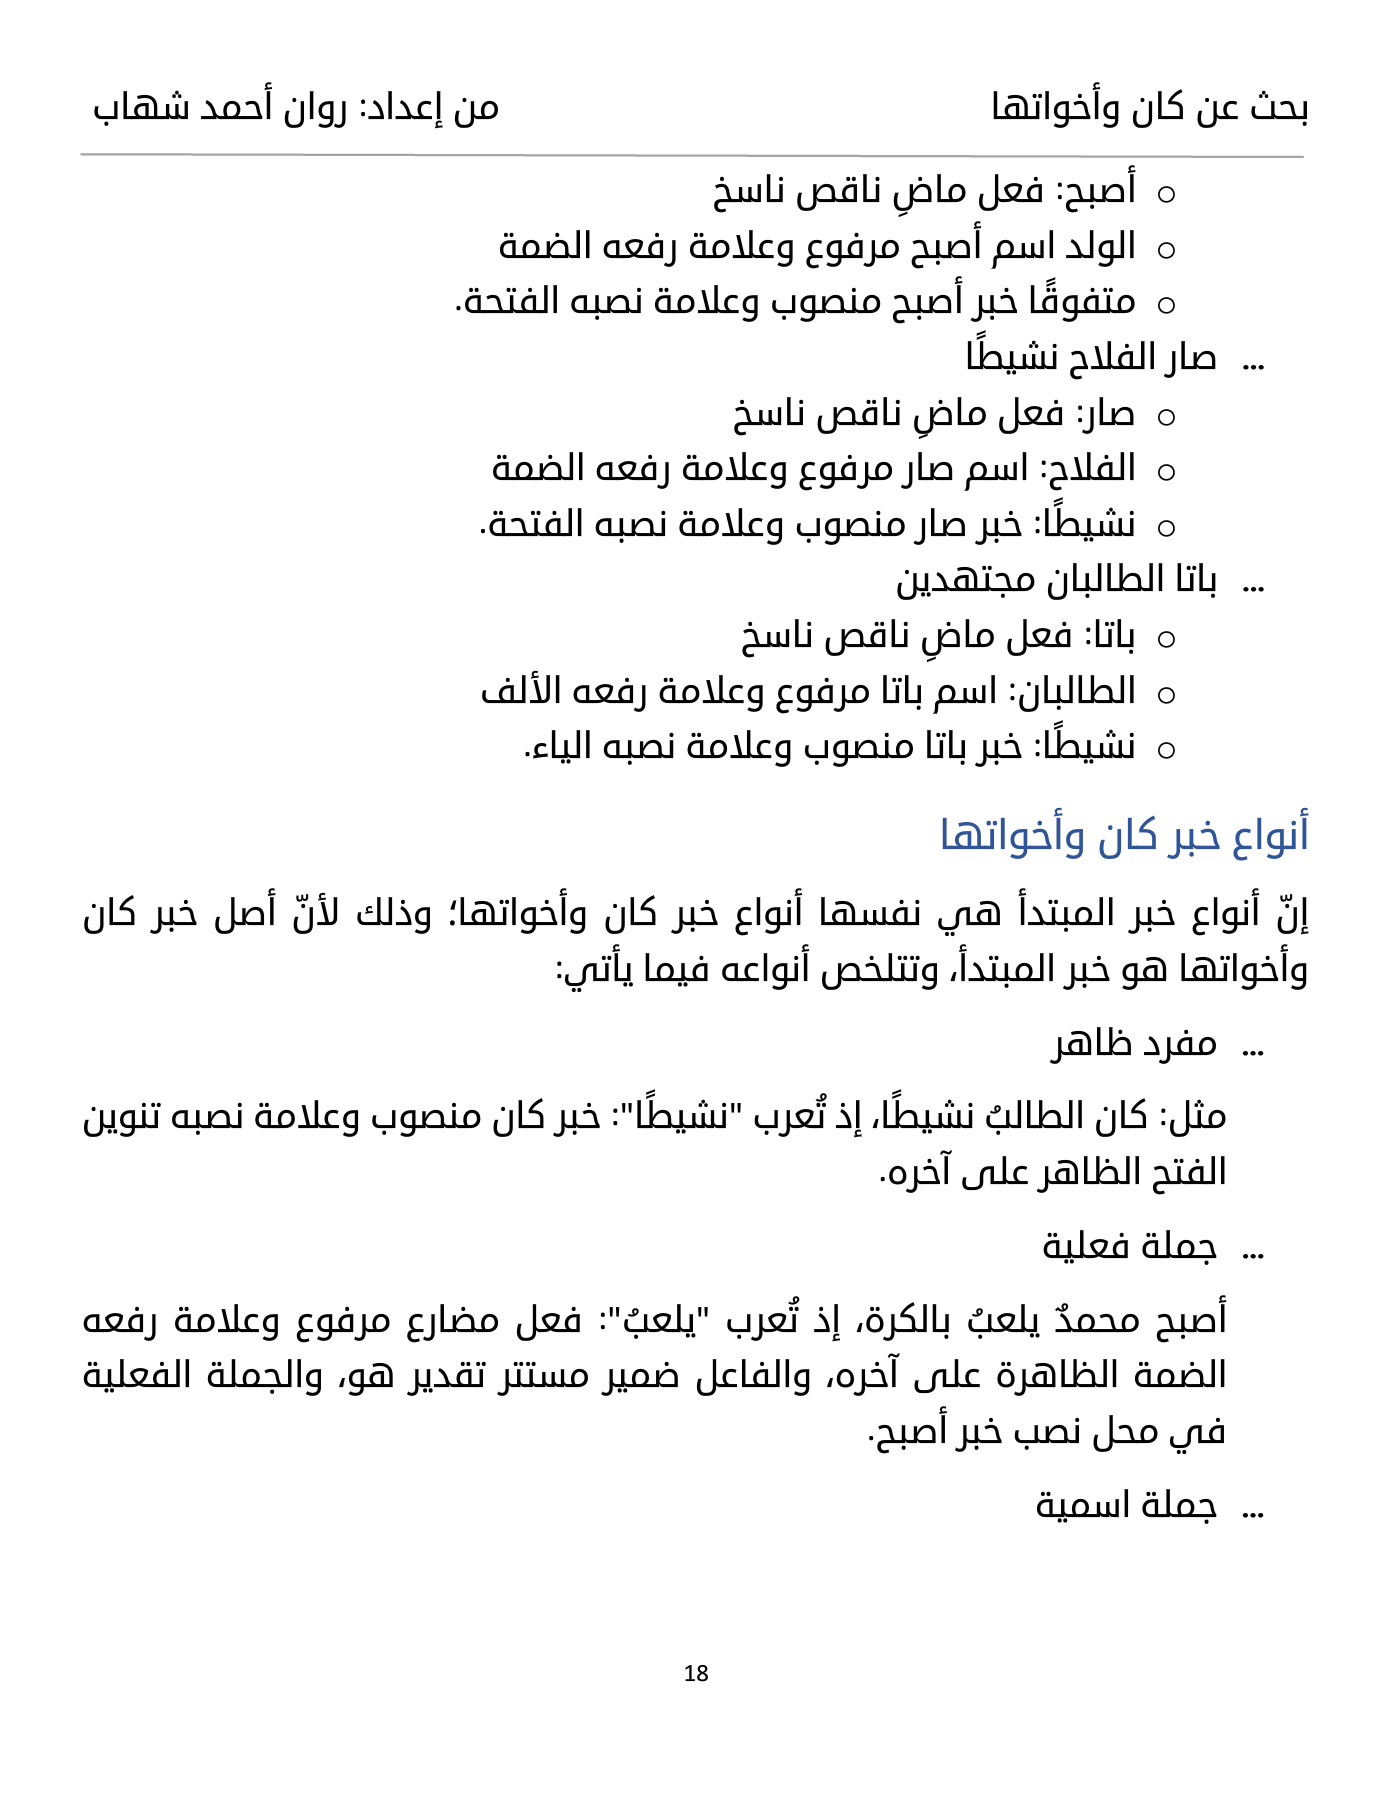 بحث عن كان وأخواتها من إعداد: روان أحمد شهاب
○ أصبح: فعل ماضِ ناقص ناسخ
○ الولد اسم أصبح مرفوع وعلامة رفعه الضمة
○ متفوقًا خبر أصبح منصوب وعلامة نصبه الفتحة.
... صار الفلاح نشيطًا
○ صار: فعل ماضِ ناقص ناسخ
○ الفلاح: اسم صار مرفوع وعلامة رفعه الضمة
○ نشيطًا: خبر صار منصوب وعلامة نصبه الفتحة.
... باتا الطالبان مجتهدين
○ باتا: فعل ماضِ ناقص ناسخ
○ الطالبان: اسم باتا مرفوع وعلامة رفعه الألف
○ نشيطًا: خبر باتا منصوب وعلامة نصبه الياء.
أنواع خبر كان وأخواتها
إنّ أنواع خبر المبتدأ هي نفسها أنواع خبر كان وأخواتها؛ وذلك لأنّ أصل خبر كان
وأخواتها هو خبر المبتدأ، وتتلخص أنواعه فيما يأتي:
... مفرد ظاهر
مثل: كان الطالبُ نشيطًا، إذ تُعرب "نشيطًا": خبر كان منصوب وعلامة نصبه تنوين
الفتح الظاهر على آخره.
... جملة فعلية
أصبح محمدٌ يلعبُ بالكرة، إذ تُعرب "يلعبُ": فعل مضارع مرفوع وعلامة رفعه
الضمة الظاهرة على آخره، والفاعل ضمير مستتر تقدير هو، والجملة الفعلية
في محل نصب خبر أصبح.
... جملة اسمية
18